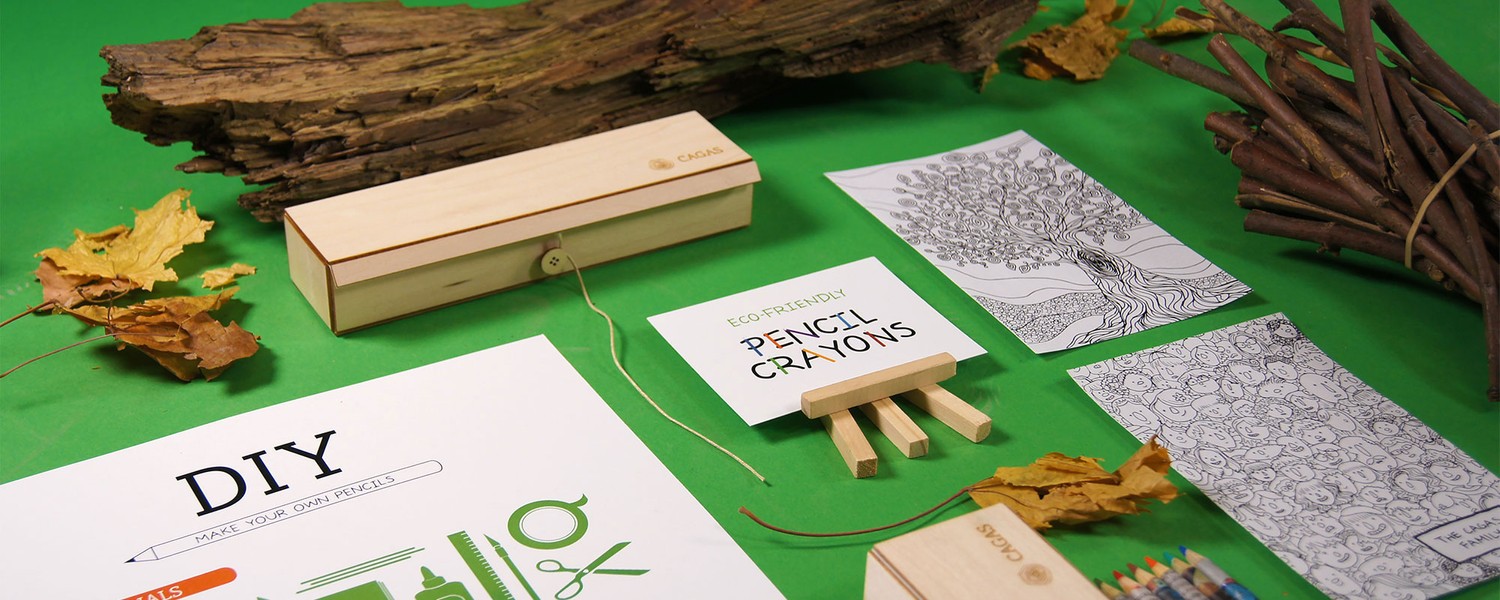 CAGAS
ECO-FRIENDLY
PENCIL
CRAYONS
DIY
MAKE YOUR OWN PENCILS
CAGAS